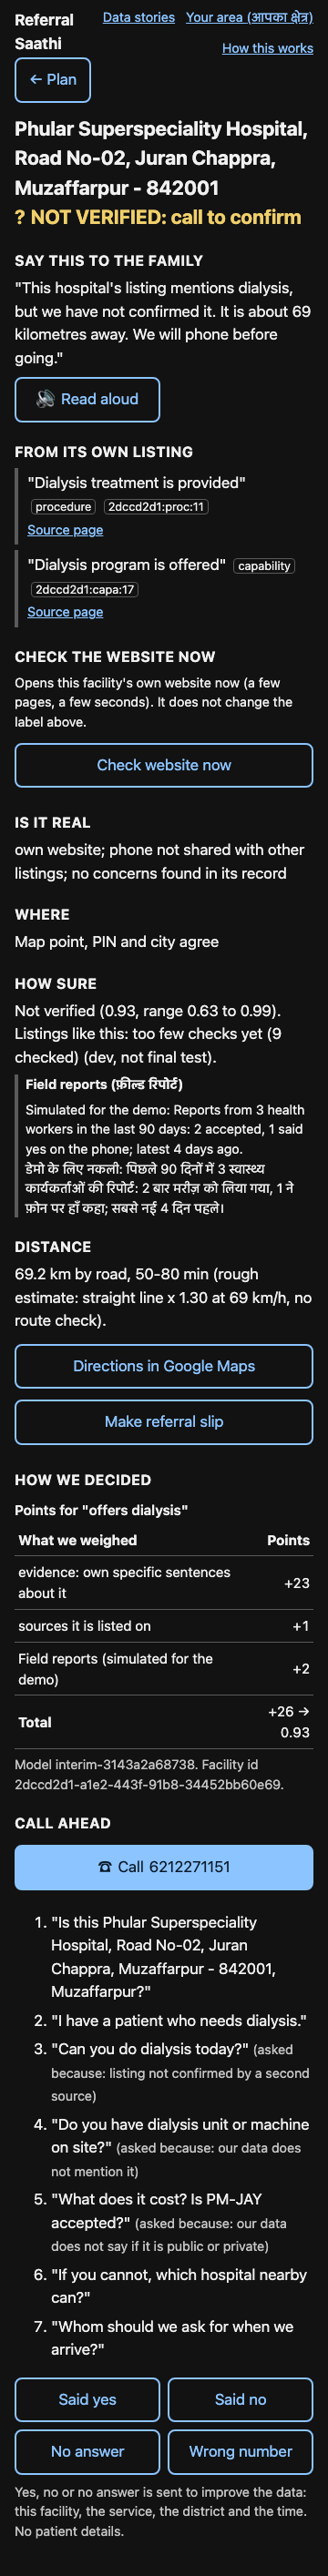 Referral Saathi
Data stories
Your area (आपका क्षेत्र)
How this works
← Plan
Phular Superspeciality Hospital,
Road No-02, Juran Chappra,
Muzaffarpur - 842001
? NOT VERIFIED: call to confirm
SAY THIS TO THE FAMILY
"This hospital's listing mentions dialysis,
but we have not confirmed it. It is about 69
kilometres away. We will phone before
going."
🔊 Read aloud
FROM ITS OWN LISTING
"Dialysis treatment is provided"
procedure 2dccd2d1:proc:11
Source page
"Dialysis program is offered" capability
2dccd2d1:capa:17
Source page
CHECK THE WEBSITE NOW
Opens this facility's own website now (a few
pages, a few seconds). It does not change the
label above.
Check website now
IS IT REAL
own website; phone not shared with other
listings; no concerns found in its record
WHERE
Map point, PIN and city agree
HOW SURE
Not verified (0.93, range 0.63 to 0.99).
Listings like this: too few checks yet (9
checked) (dev, not final test).
Field reports (फ़ील्ड रिपोर्ट)
Simulated for the demo: Reports from 3 health
workers in the last 90 days: 2 accepted, 1 said
yes on the phone; latest 4 days ago.
डेमो के लिए नकली: पिछले 90 दिनों में 3 स्वास्थ्य
कार्यकर्ताओं की रिपोर्ट: 2 बार मरीज़ को लिया गया, 1 ने
फ़ोन पर हाँ कहा; सबसे नई 4 दिन पहले।
DISTANCE
69.2 km by road, 50-80 min (rough
estimate: straight line x 1.30 at 69 km/h, no
route check).
Directions in Google Maps
Make referral slip
HOW WE DECIDED
Points for "offers dialysis"
What we weighed Points
evidence: own specific sentences
about it +23
sources it is listed on +1
Field reports (simulated for the
demo) +2
Total +26 →
0.93
Model interim-3143a2a68738. Facility id
2dccd2d1-a1e2-443f-91b8-34452bb60e69.
CALL AHEAD
☎ Call 6212271151
1. "Is this Phular Superspeciality
Hospital, Road No-02, Juran
Chappra, Muzaffarpur - 842001,
Muzaffarpur?"
2. "I have a patient who needs dialysis."
3. "Can you do dialysis today?" (asked
because: listing not confirmed by a second
source)
4. "Do you have dialysis unit or machine
on site?" (asked because: our data does
not mention it)
5. "What does it cost? Is PM-JAY
accepted?" (asked because: our data
does not say if it is public or private)
6. "If you cannot, which hospital nearby
can?"
7. "Whom should we ask for when we
arrive?"
Said yes
Said no
No answer
Wrong number
Yes, no or no answer is sent to improve the data:
this facility, the service, the district and the time.
No patient details.